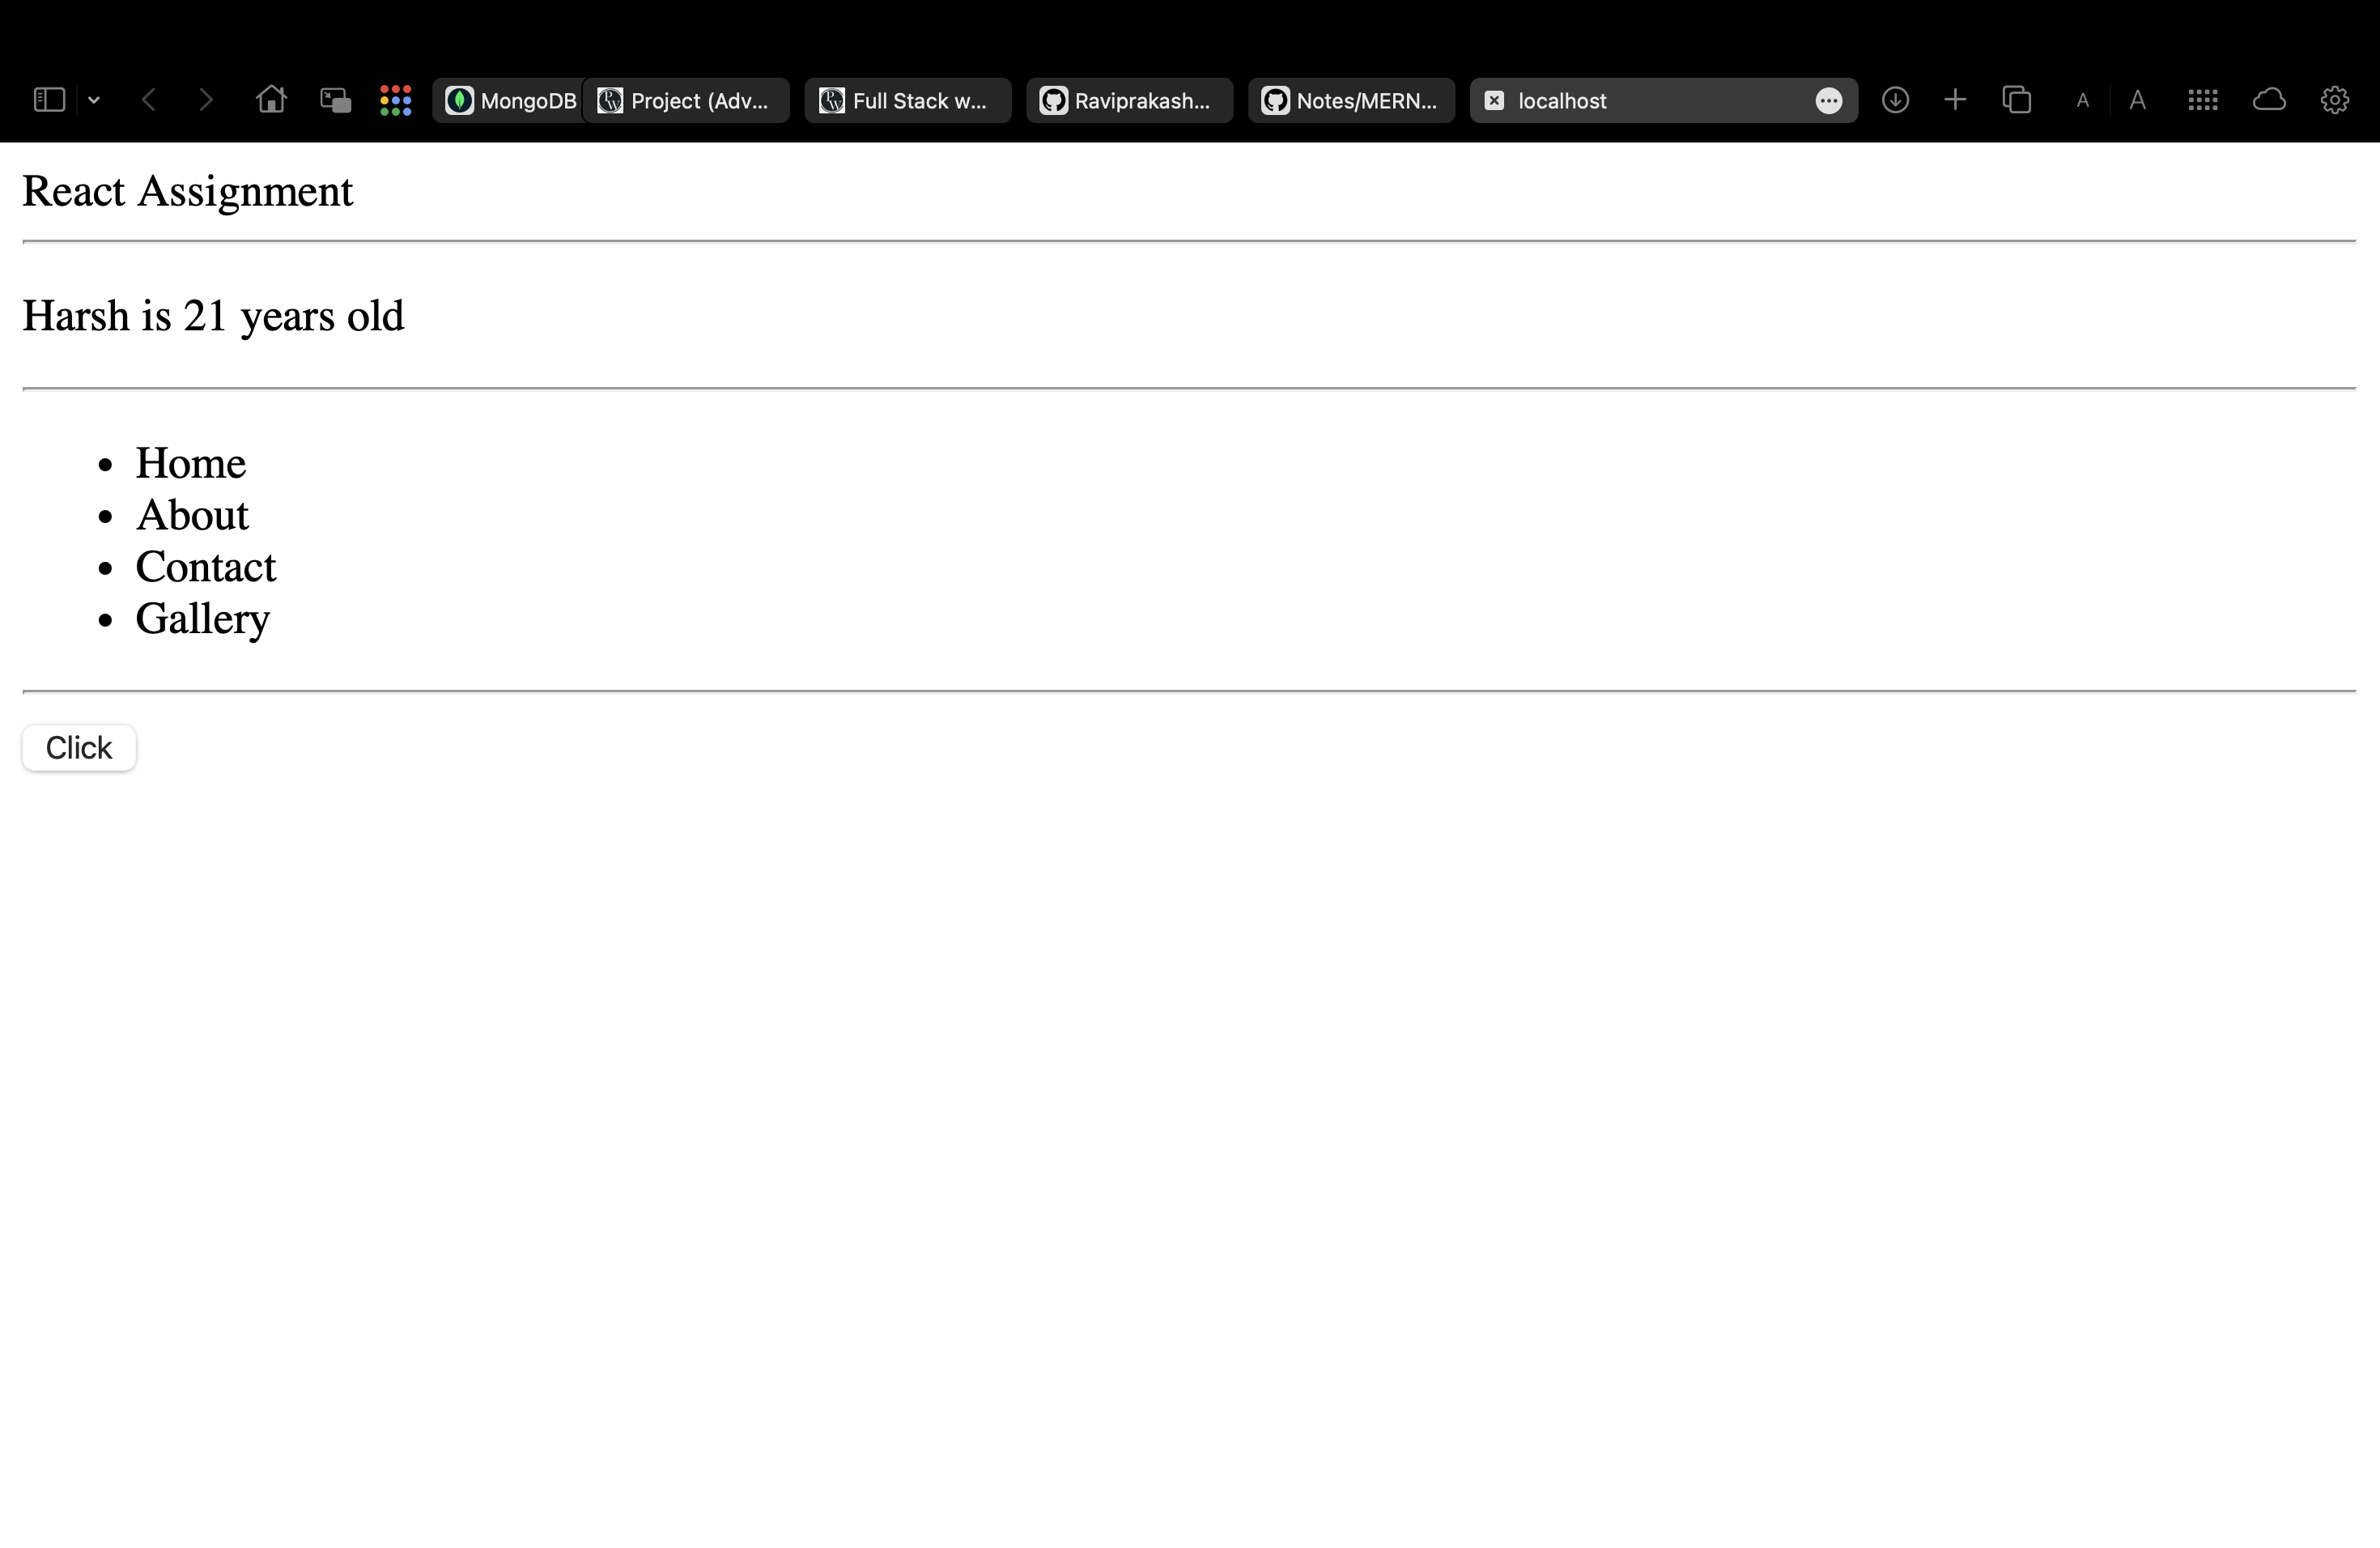 MongoDB
Project (Adv...
Full Stack w...
Raviprakash...
Notes/MERN...
localhost
A
A
React Assignment
Harsh is 21 years old
Home
About
Contact
Gallery
Click